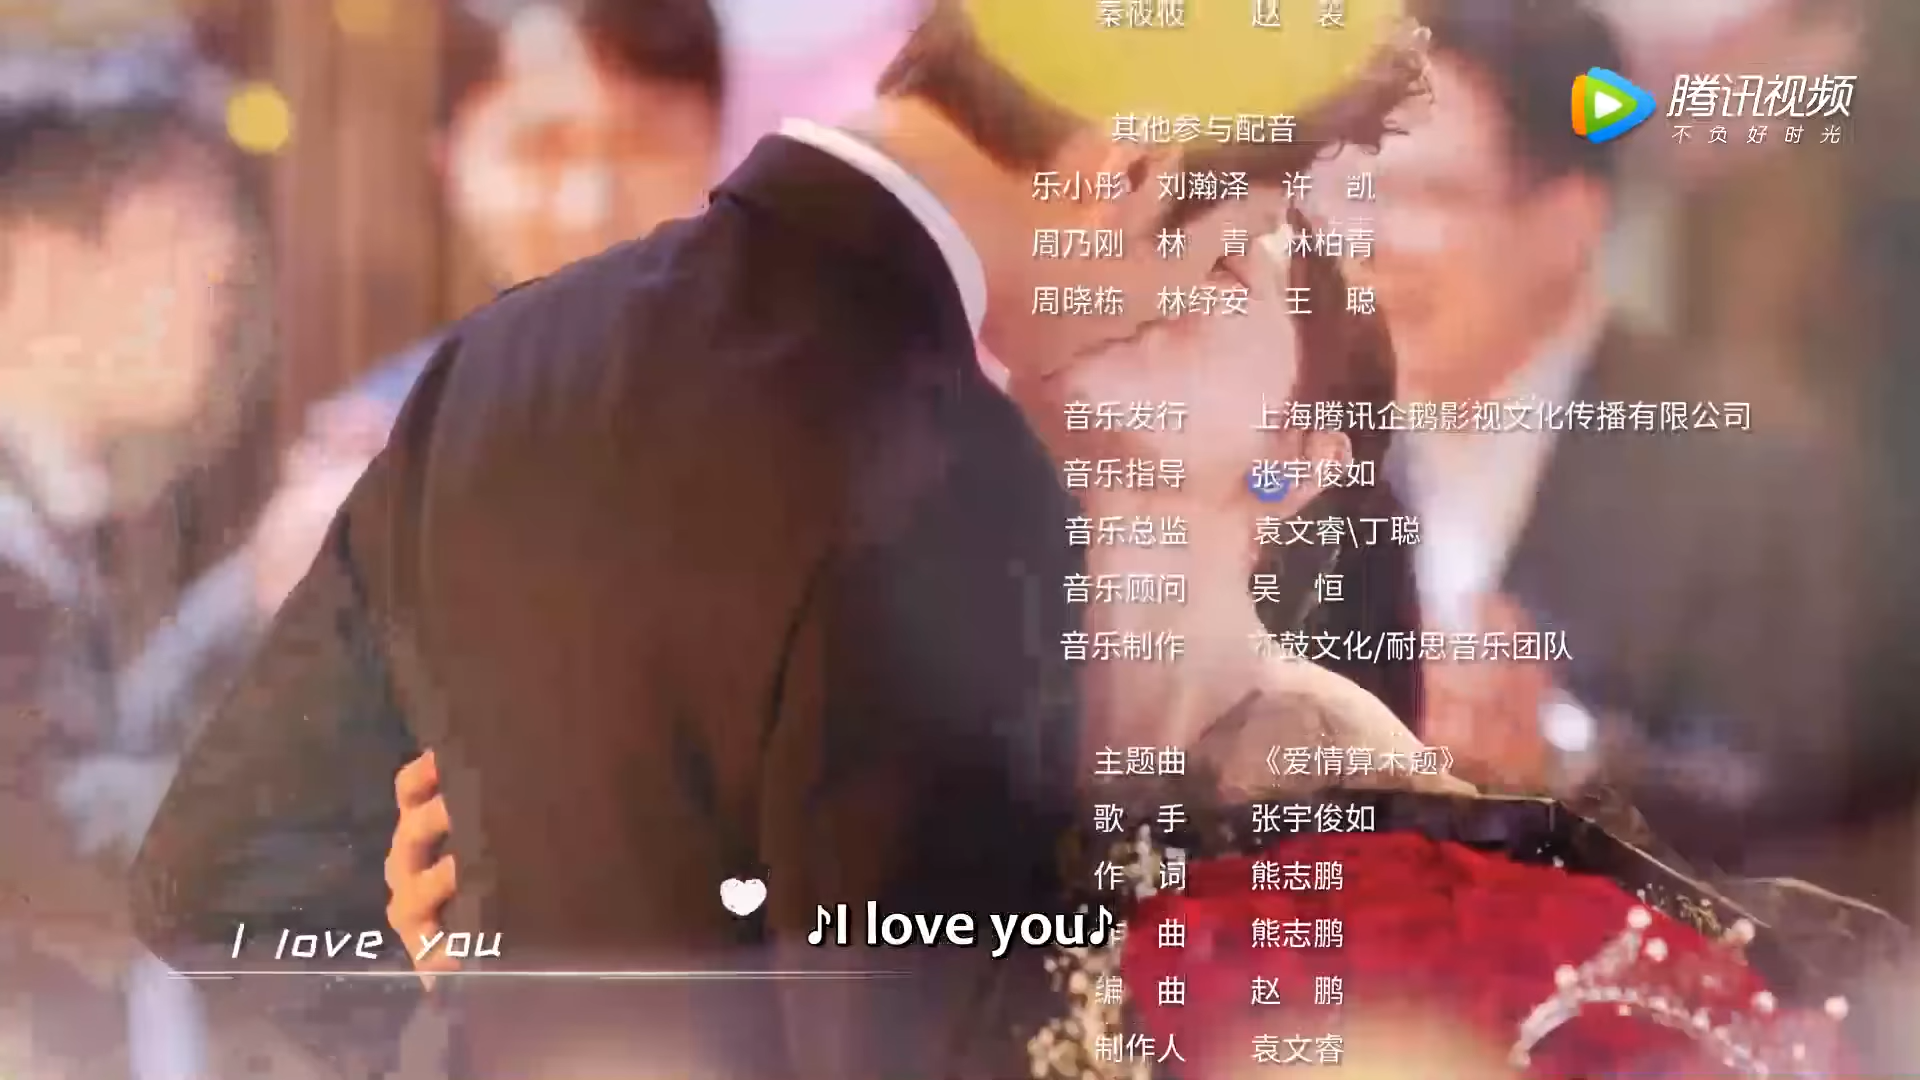 秦筱筱 赵 裴
腾讯视频
不负好时光
其他参与配音
乐小彤 刘瀚泽 许 凯
周乃刚 林 青 林柏青
周晓栋 林纾安 王 聪
音乐发行 上海腾讯企鹅影视文化传播有限公司
音乐指导 张宇俊如
音乐总监 袁文睿\丁聪
音乐顾问 吴 恒
音乐制作 鼓文化/耐思音乐团队
主题曲 《爱情算术题》
歌 手 张宇俊如
作 词 熊志鹏
曲 熊志鹏
♪I love you♪
I love you
编 曲 赵 鹏
制作人 袁文睿